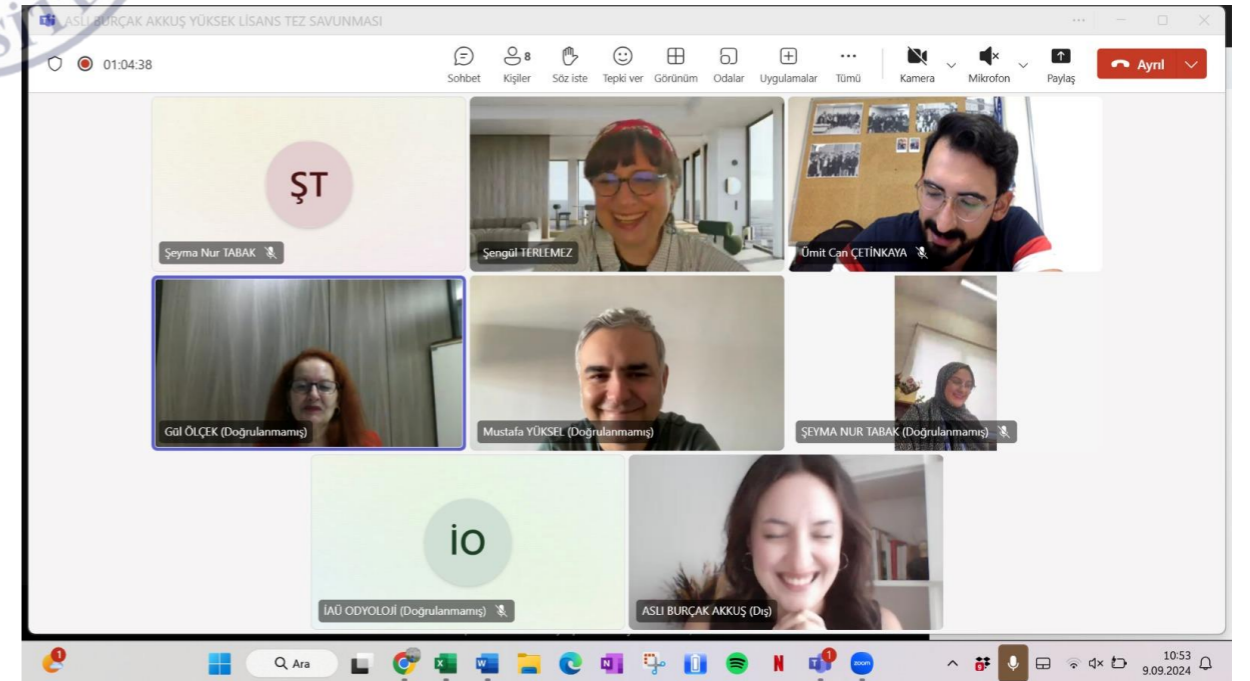 ASLI BURÇAK AKKUŞ YÜKSEK LİSANS TEZ SAVUNMASI
01:04:38
Sohbet
Kişiler 8
Söz iste
Tepki ver
Görünüm
Odalar
Uygulamalar
Tümü
Kamera
Mikrofon
Paylaş
Ayrıl
ŞT
Şeyma Nur TABAK
Şengül TERLEMEZ
Ümit Can ÇETİNKAYA
Gül ÖLÇEK (Doğrulanmamış)
Mustafa YÜKSEL (Doğrulanmamış)
ŞEYMA NUR TABAK (Doğrulanmamış)
İO
İAÜ ODYOLOJİ (Doğrulanmamış)
ASLI BURÇAK AKKUŞ (Dış)
1
Ara
1
zoom
10:53
9.09.2024